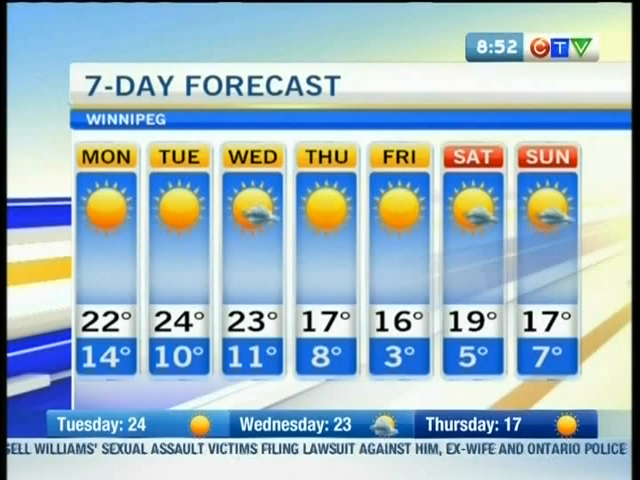 8:52 CTV
7-DAY FORECAST
WINNIPEG
MON TUE WED THU FRI SAT SUN
22° 24° 23° 17° 16° 19° 17°
14° 10° 11° 8° 3° 5° 7°
Tuesday: 24 Wednesday: 23 Thursday: 17
SELL WILLIAMS' SEXUAL ASSAULT VICTIMS FILING LAWSUIT AGAINST HIM, EX-WIFE AND ONTARIO POLICE